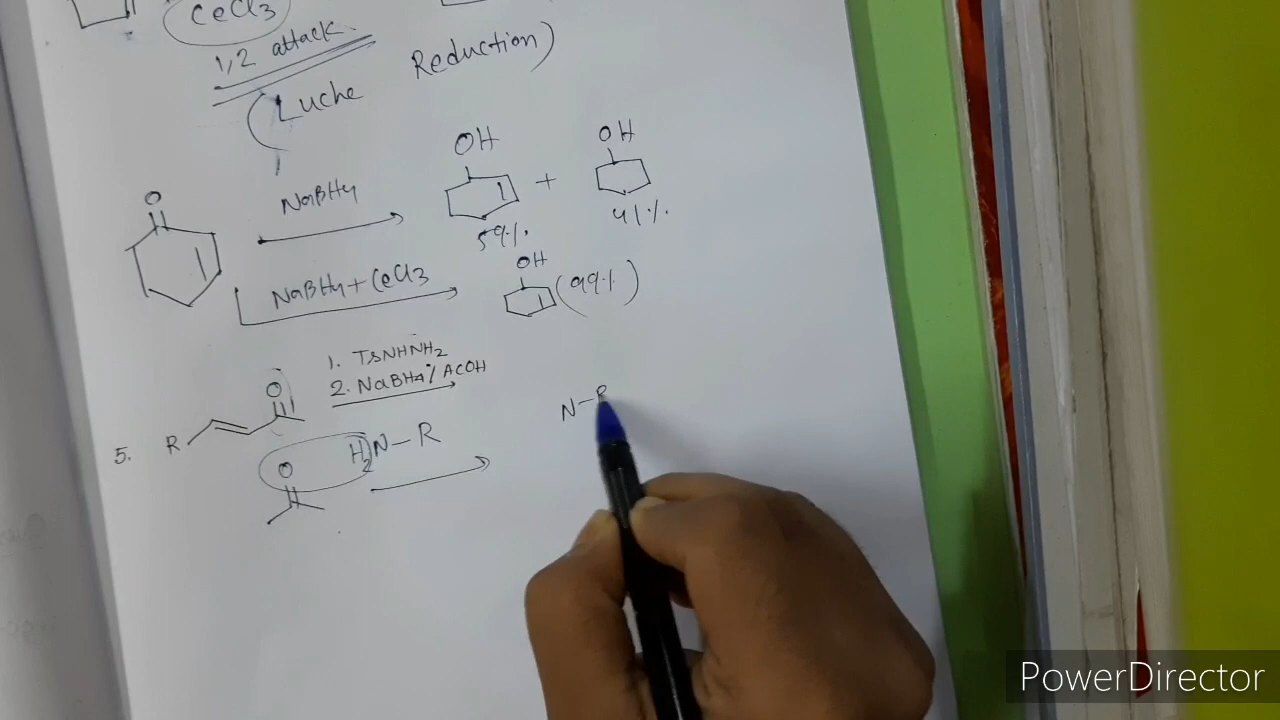 CeCl3
1,2 attack.
(Luche Reduction)
O
NaBH4
OH
+
OH
59%.
41%.
NaBH4 + CeCl3
OH
(99%)
5.
R
O
1. TsNHNH2
2. NaBH4/ACOH
O
H2N-R
N-R
PowerDirector